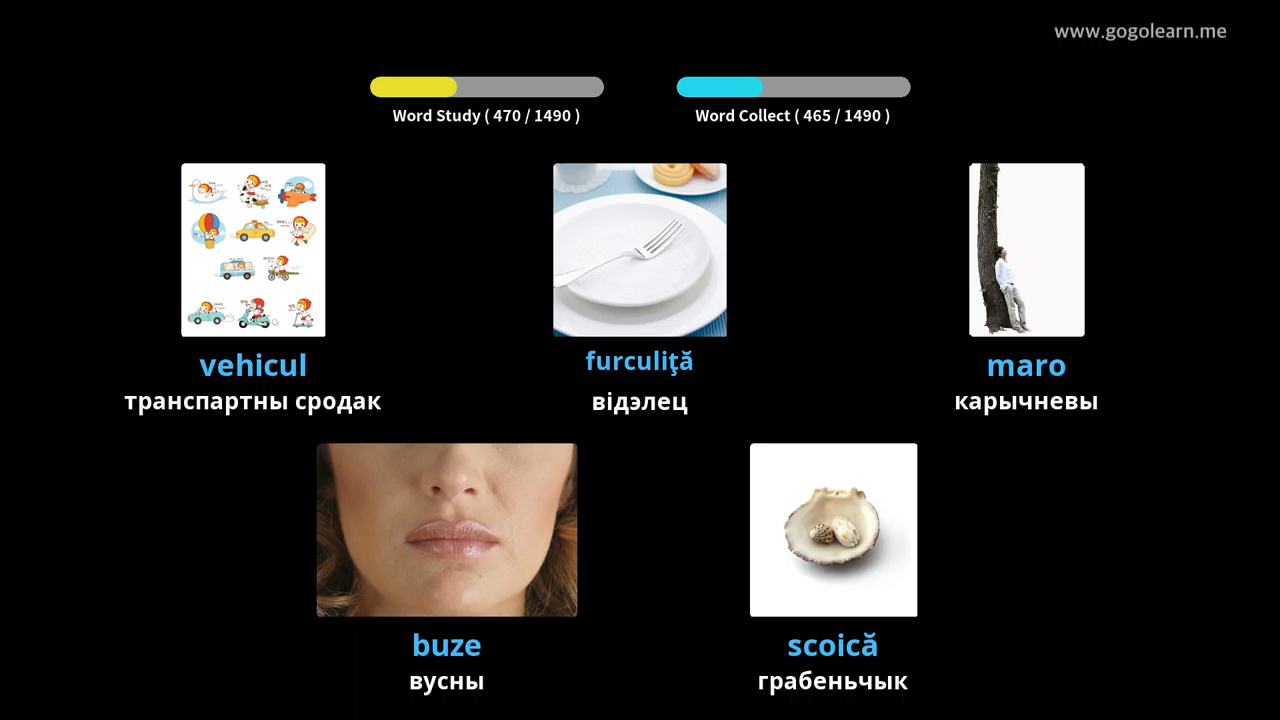 www.gogolearn.me
Word Study ( 470 / 1490 )
Word Collect ( 465 / 1490 )
vehicul
транспартны сродак
furculiţă
відэлец
maro
карычневы
buze
вусны
scoică
грабеньчык